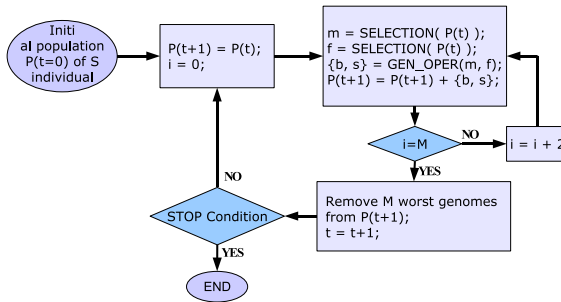 Initi
al population
P(t=0) of S
individual
P(t+1) = P(t);
i = 0;
m = SELECTION( P(t) );
f = SELECTION( P(t) );
{b, s} = GEN_OPER(m, f);
P(t+1) = P(t+1) + {b, s};
i=M
NO
i = i + 2
YES
Remove M worst genomes
from P(t+1);
t = t+1;
STOP Condition
NO
YES
END